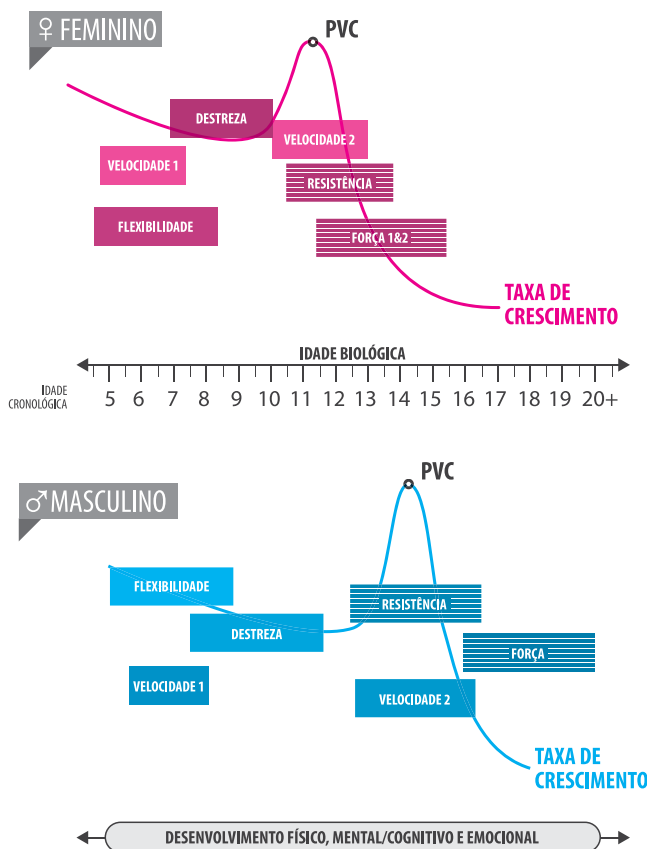 ♀ FEMININO
PVC
DESTREZA
VELOCIDADE 2
VELOCIDADE 1
RESISTÊNCIA
FLEXIBILIDADE
FORÇA 1&2
TAXA DE
CRESCIMENTO
IDADE BIOLÓGICA
IDADE
CRONOLÓGICA
5 6 7 8 9 10 11 12 13 14 15 16 17 18 19 20+
PVC
♂ MASCULINO
FLEXIBILIDADE
RESISTÊNCIA
DESTREZA
FORÇA
VELOCIDADE 1
VELOCIDADE 2
TAXA DE
CRESCIMENTO
DESENVOLVIMENTO FÍSICO, MENTAL/COGNITIVO E EMOCIONAL